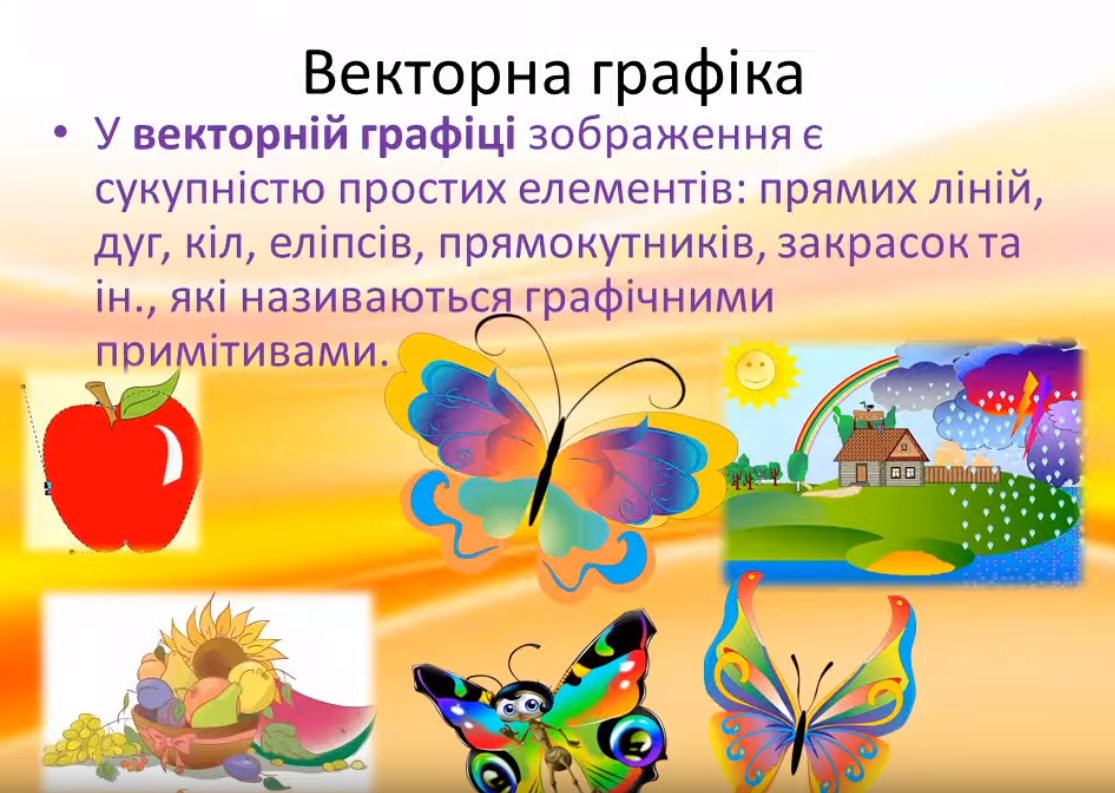 Векторна графіка
• У векторній графіці зображення є
сукупністю простих елементів: прямих ліній,
дуг, кіл, еліпсів, прямокутників, закрасок та
ін., які називаються графічними
примітивами.